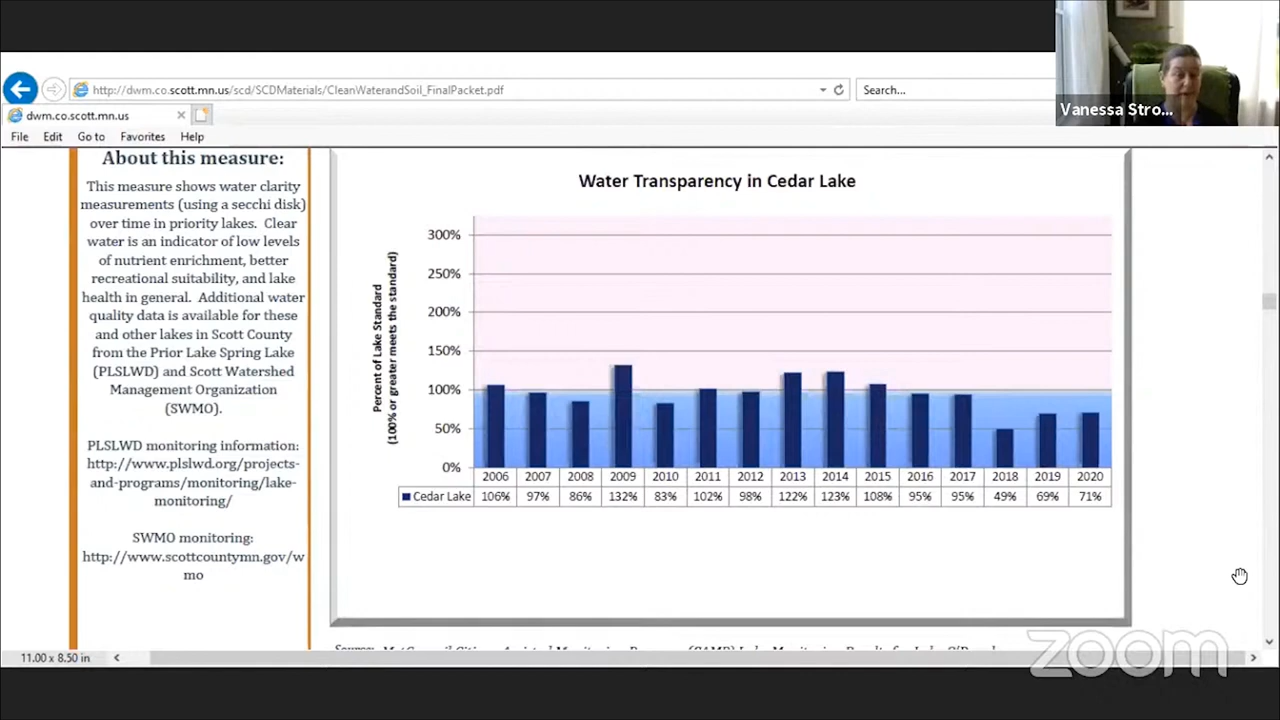 Vanessa Stro...
http://dwm.co.scott.mn.us/scd/SCDMaterials/CleanWaterandSoil_FinalPacket.pdf
Search...
dwm.co.scott.mn.us
File Edit Go to Favorites Help
About this measure:
This measure shows water clarity
measurements (using a secchi disk)
over time in priority lakes. Clear
water is an indicator of low levels
of nutrient enrichment, better
recreational suitability, and lake
health in general. Additional water
quality data is available for these
and other lakes in Scott County
from the Prior Lake Spring Lake
(PLSLWD) and Scott Watershed
Management Organization
(SWMO).
PLSLWD monitoring information:
http://www.plslwd.org/projects-
and-programs/monitoring/lake-
monitoring/
SWMO monitoring:
http://www.scottcountymn.gov/w
mo
Water Transparency in Cedar Lake
Percent of Lake Standard
(100% or greater meets the standard)
300%
250%
200%
150%
100%
50%
0%
2006 2007 2008 2009 2010 2011 2012 2013 2014 2015 2016 2017 2018 2019 2020
Cedar Lake 106% 97% 86% 132% 83% 102% 98% 122% 123% 108% 95% 95% 49% 69% 71%
11.00 x 8.50 in
zoom